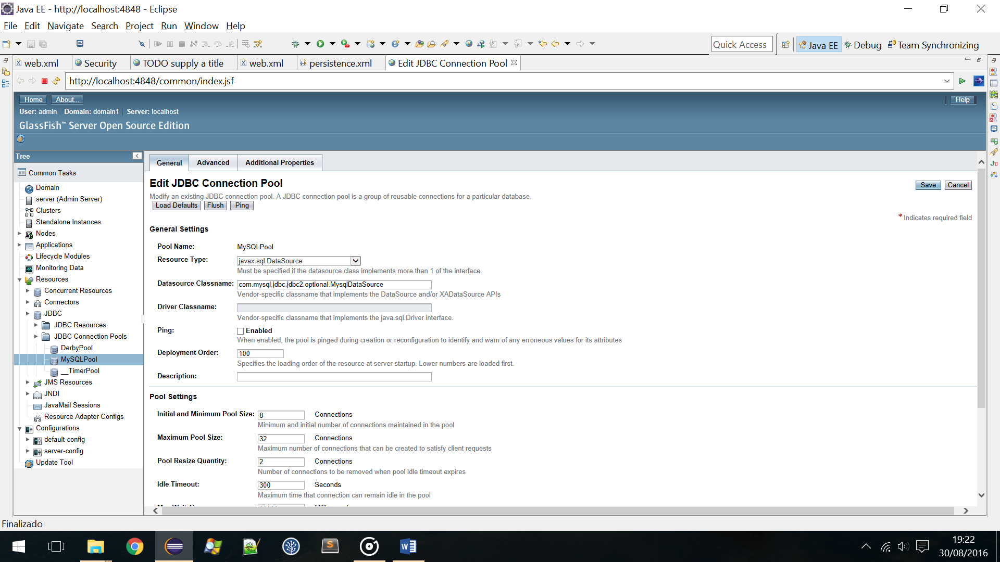 Java EE - http://localhost:4848 - Eclipse
File Edit Navigate Search Project Run Window Help
Quick Access Java EE Debug Team Synchronizing
web.xml Security TODO supply a title web.xml persistence.xml Edit JDBC Connection Pool
http://localhost:4848/common/index.jsf
Home About... Help
User: admin Domain: domain1 Server: localhost
GlassFish™ Server Open Source Edition
Tree
Common Tasks
Domain
server (Admin Server)
Clusters
Standalone Instances
Nodes
Applications
Lifecycle Modules
Monitoring Data
Resources
Concurrent Resources
Connectors
JDBC
JDBC Resources
JDBC Connection Pools
DerbyPool
MySQLPool
__TimerPool
JMS Resources
JNDI
JavaMail Sessions
Resource Adapter Configs
Configurations
default-config
server-config
Update Tool
General Advanced Additional Properties
Edit JDBC Connection Pool
Save Cancel
Modify an existing JDBC connection pool. A JDBC connection pool is a group of reusable connections for a particular database.
Load Defaults Flush Ping
* Indicates required field
General Settings
Pool Name: MySQLPool
Resource Type: javax.sql.DataSource
Must be specified if the datasource class implements more than 1 of the interface.
Datasource Classname: com.mysql.jdbc.jdbc2.optional.MysqlDataSource
Vendor-specific classname that implements the DataSource and/or XADataSource APIs
Driver Classname:
Vendor-specific classname that implements the java.sql.Driver interface.
Ping: Enabled
When enabled, the pool is pinged during creation or reconfiguration to identify and warn of any erroneous values for its attributes
Deployment Order: 100
Specifies the loading order of the resource at server startup. Lower numbers are loaded first.
Description:
Pool Settings
Initial and Minimum Pool Size: 8 Connections
Minimum and initial number of connections maintained in the pool
Maximum Pool Size: 32 Connections
Maximum number of connections that can be created to satisfy client requests
Pool Resize Quantity: 2 Connections
Number of connections to be removed when pool idle timeout expires
Idle Timeout: 300 Seconds
Maximum time that connection can remain idle in the pool
Finalizado
19:22
30/08/2016